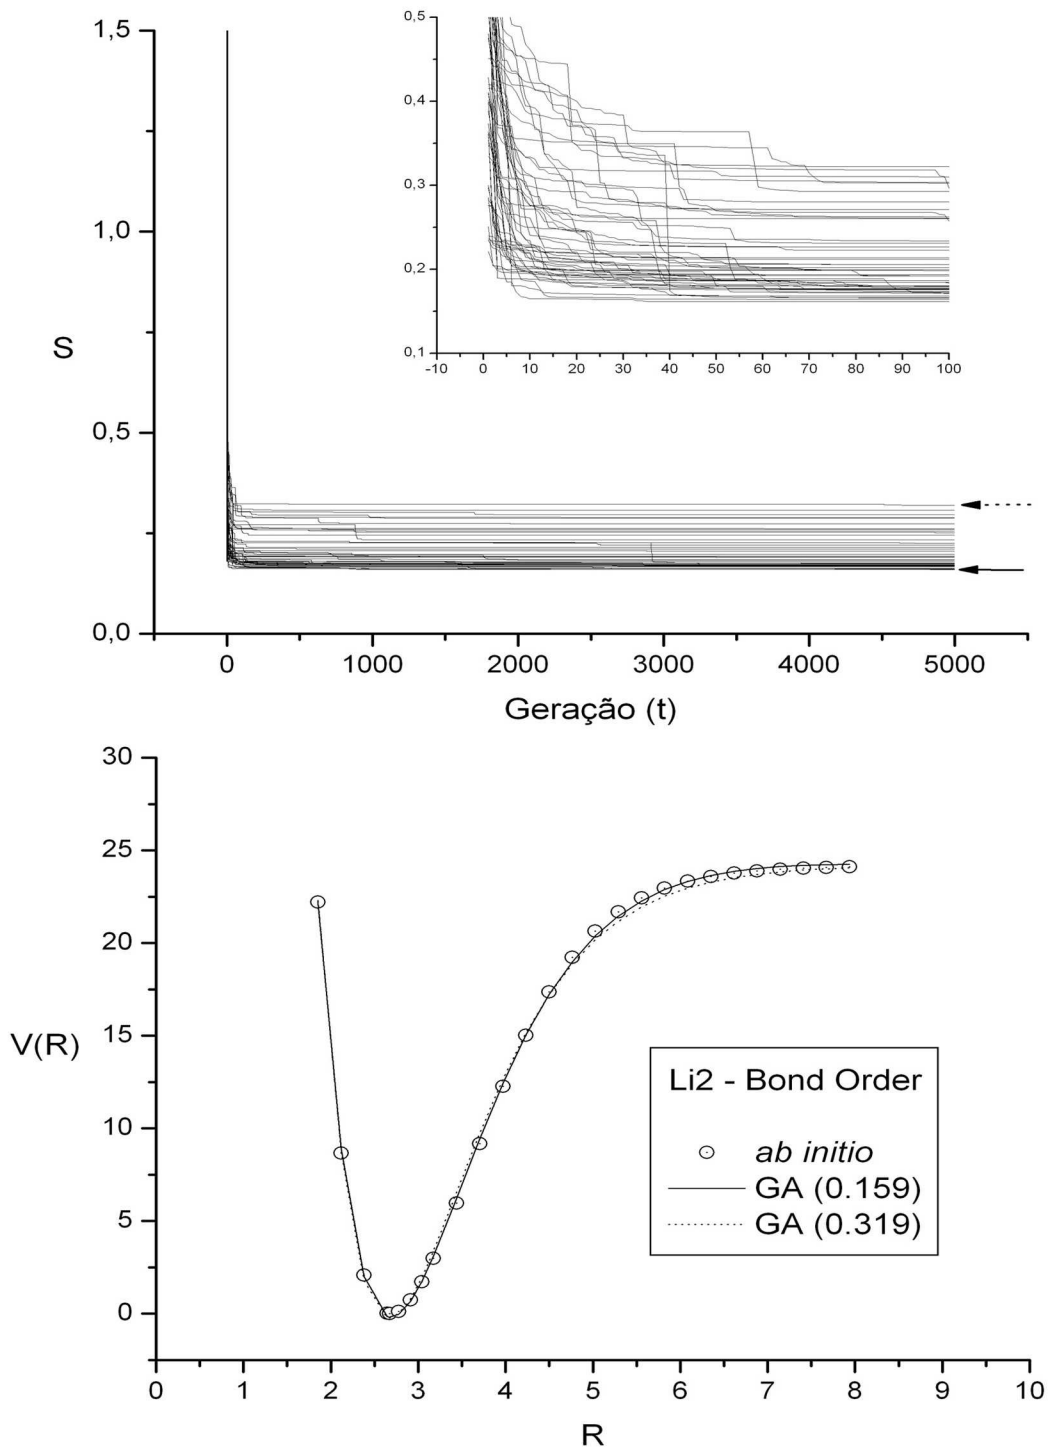 1,5
1,0
S
0,5
0,0
0 1000 2000 3000 4000 5000
Geração (t)
0,5
0,4
0,3
0,2
0,1
-10 0 10 20 30 40 50 60 70 80 90 100
30
25
20
15
V(R)
10
5
0
0 1 2 3 4 5 6 7 8 9 10
R
Li2 - Bond Order
ab initio
GA (0.159)
GA (0.319)